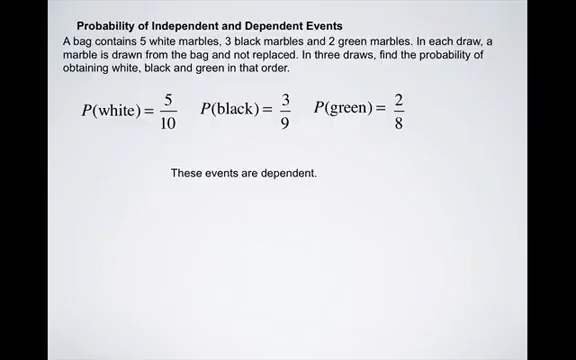 Probability of Independent and Dependent Events
A bag contains 5 white marbles, 3 black marbles and 2 green marbles. In each draw, a
marble is drawn from the bag and not replaced. In three draws, find the probability of
obtaining white, black and green in that order.
P(white) = 5/10 P(black) = 3/9 P(green) = 2/8
These events are dependent.